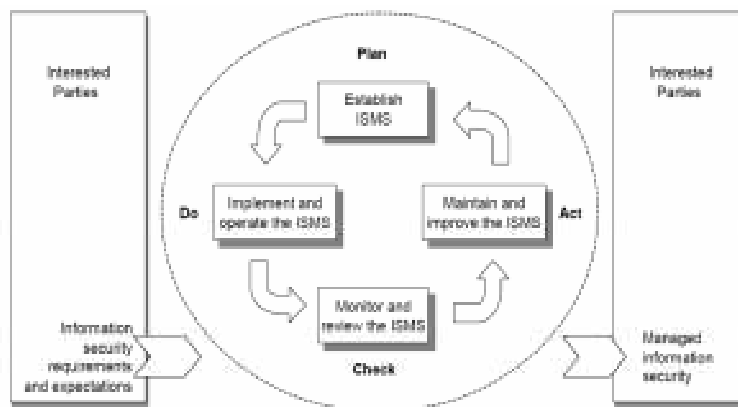 Interested
Parties
Plan
Interested
Parties
Establish
ISMS
Do
Implement and
operate the ISMS
Maintain and
improve the ISMS
Act
Monitor and
review the ISMS
Check
Information
security
requirements
and expectations
Managed
information
security